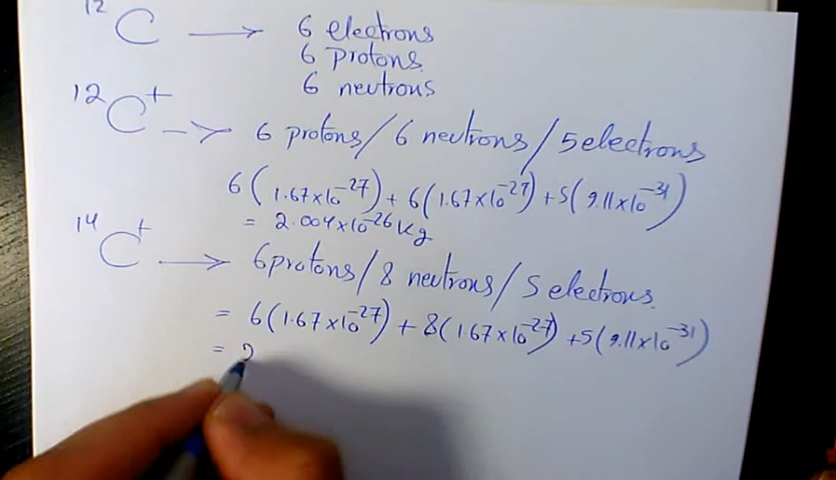 ¹²C → 6 electrons
6 protons
6 neutrons
¹²C⁺ → 6 protons/6 neutrons/5 electrons
6(1.67×10⁻²⁷) + 6(1.67×10⁻²⁷) + 5(9.11×10⁻³¹)
= 2.004×10⁻²⁶ kg
¹⁴C⁺ → 6 protons/8 neutrons/5 electrons.
= 6(1.67×10⁻²⁷) + 8(1.67×10⁻²⁷) + 5(9.11×10⁻³¹)
= 2